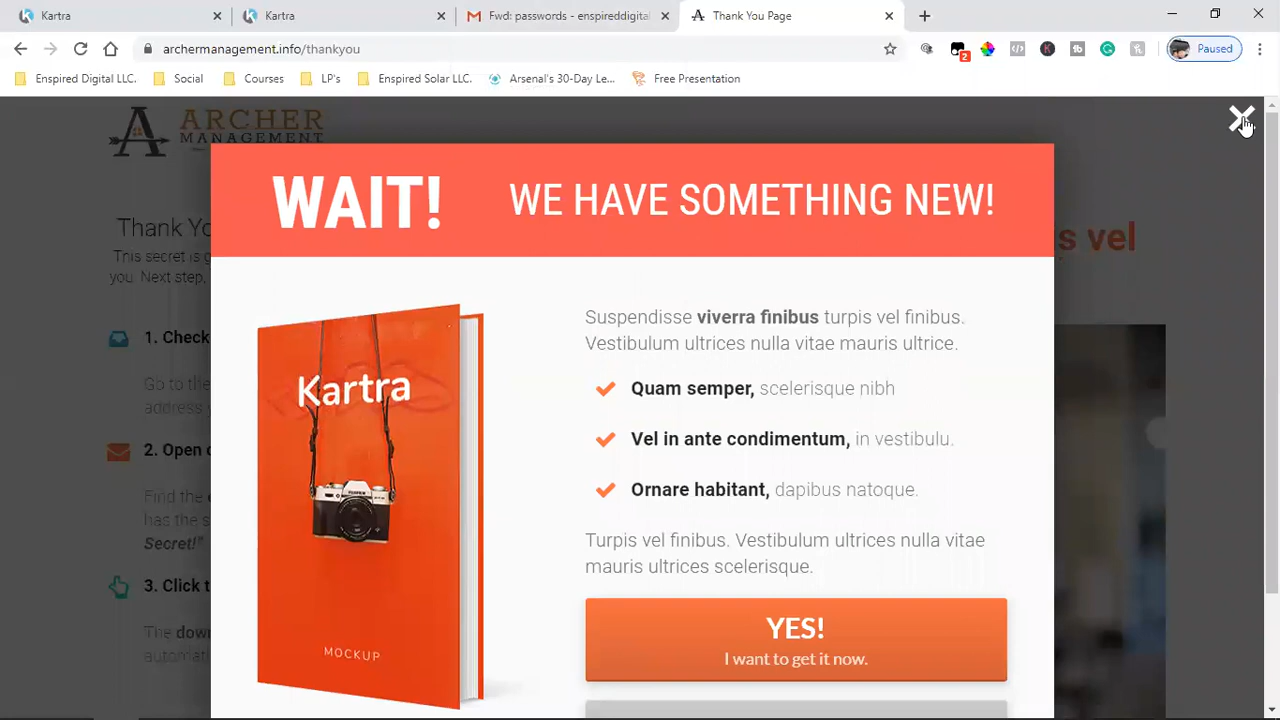 Kartra
Kartra
Fwd: passwords - enspireddigital
Thank You Page
archermanagement.info/thankyou
2
Paused
Enspired Digital LLC.
Social
Courses
LP's
Enspired Solar LLC.
Arsenal's 30-Day Le...
Free Presentation
ARCHER
MANAGEMENT
WAIT! WE HAVE SOMETHING NEW!
Thank Yo
This secret is g
you. Next step,
s vel
1. Check
Go to the
address y
2. Open
Find the
has the s
Secret!"
3. Click t
The dow
automati
Kartra
MOCKUP
Suspendisse viverra finibus turpis vel finibus.
Vestibulum ultrices nulla vitae mauris ultrice.
Quam semper, scelerisque nibh
Vel in ante condimentum, in vestibulu.
Ornare habitant, dapibus natoque.
Turpis vel finibus. Vestibulum ultrices nulla vitae
mauris ultrices scelerisque.
YES!
I want to get it now.